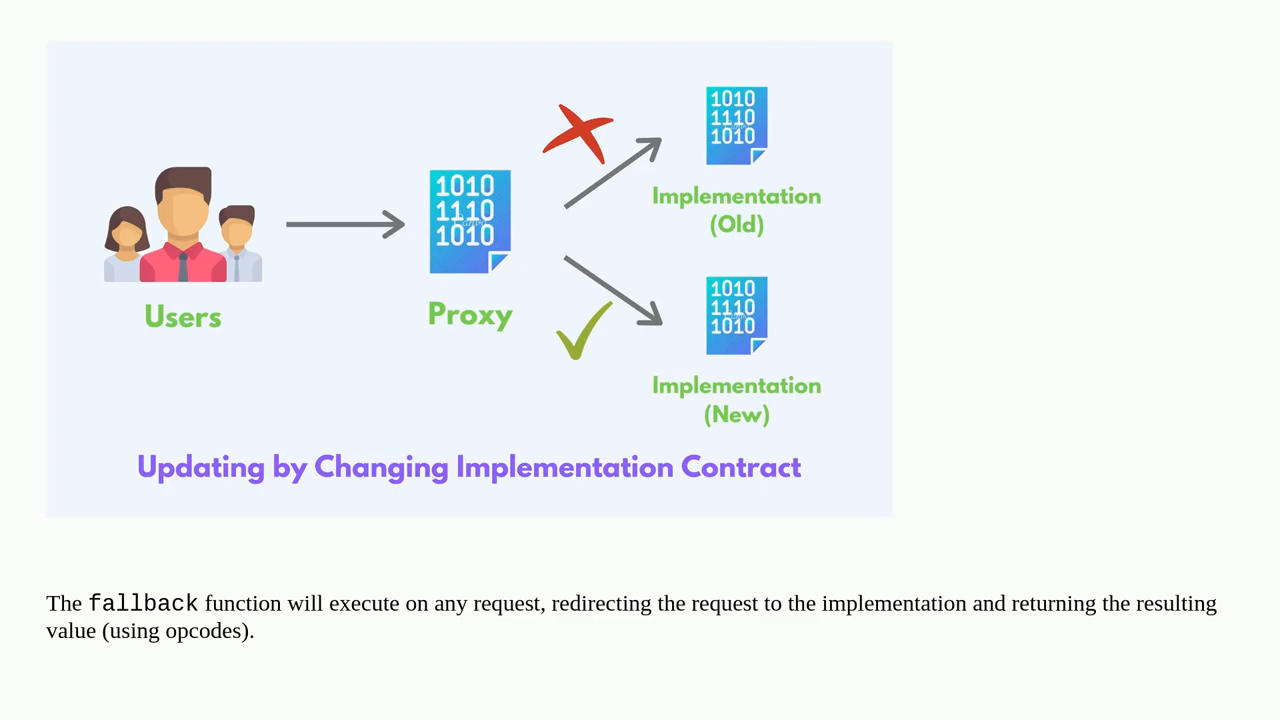 1010
1110
1010
Implementation
(Old)
1010
1110
1010
Users
Proxy
1010
1110
1010
Implementation
(New)
Updating by Changing Implementation Contract
The fallback function will execute on any request, redirecting the request to the implementation and returning the resulting
value (using opcodes).